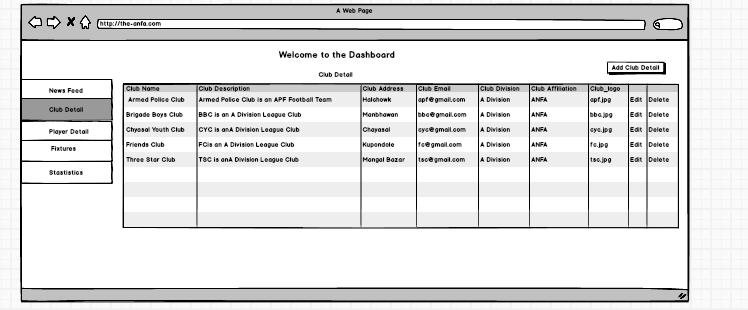 A Web Page
http://the-anfa.com
Welcome to the Dashboard
Add Club Detail
Club Detail
News Feed
Club Detail
Player Detail
Fixtures
Stastistics
Club Name Club Description Club Address Club Email Club Division Club Affiliation Club_logo
Armed Police Club Armed Police Club is an APF Football Team Halchowk apf@gmail.com A Division ANFA apf.jpg Edit Delete
Brigade Boys Club BBC is an A Division League Club Manbhawan bbc@gmail.com A Division ANFA bbc.jpg Edit Delete
Chyasal Youth Club CYC is anA Division League Club Chayasal cyc@gmail.com A Division ANFA cyc.jpg Edit Delete
Friends Club FCis an A Division League Club Kupondole fc@gmail.com A Division ANFA fc.jpg Edit Delete
Three Star Club TSC is anA Division League Club Mangal Bazar tsc@gmail.com A Division ANFA tsc.jpg Edit Delete